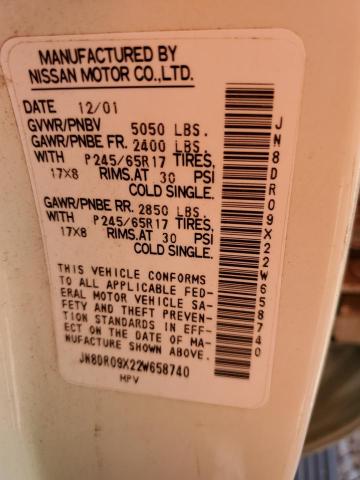 MANUFACTURED BY
NISSAN MOTOR CO.,LTD.
DATE 12/01
GVWR/PNBV 5050 LBS.
GAWR/PNBE FR. 2400 LBS.
WITH P245/65R17 TIRES,
17X8 RIMS.AT 30 PSI
COLD SINGLE.
GAWR/PNBE RR. 2850 LBS.
WITH P245/65R17 TIRES,
17X8 RIMS.AT 30 PSI
COLD SINGLE.
THIS VEHICLE CONFORMS
TO ALL APPLICABLE FED-
ERAL MOTOR VEHICLE SA-
FETY AND THEFT PREVEN-
TION STANDARDS IN EFF-
ECT ON THE DATE OF MA-
NUFACTURE SHOWN ABOVE.
JN8DR09X22W658740
MPV
JN8DR09X22W658740